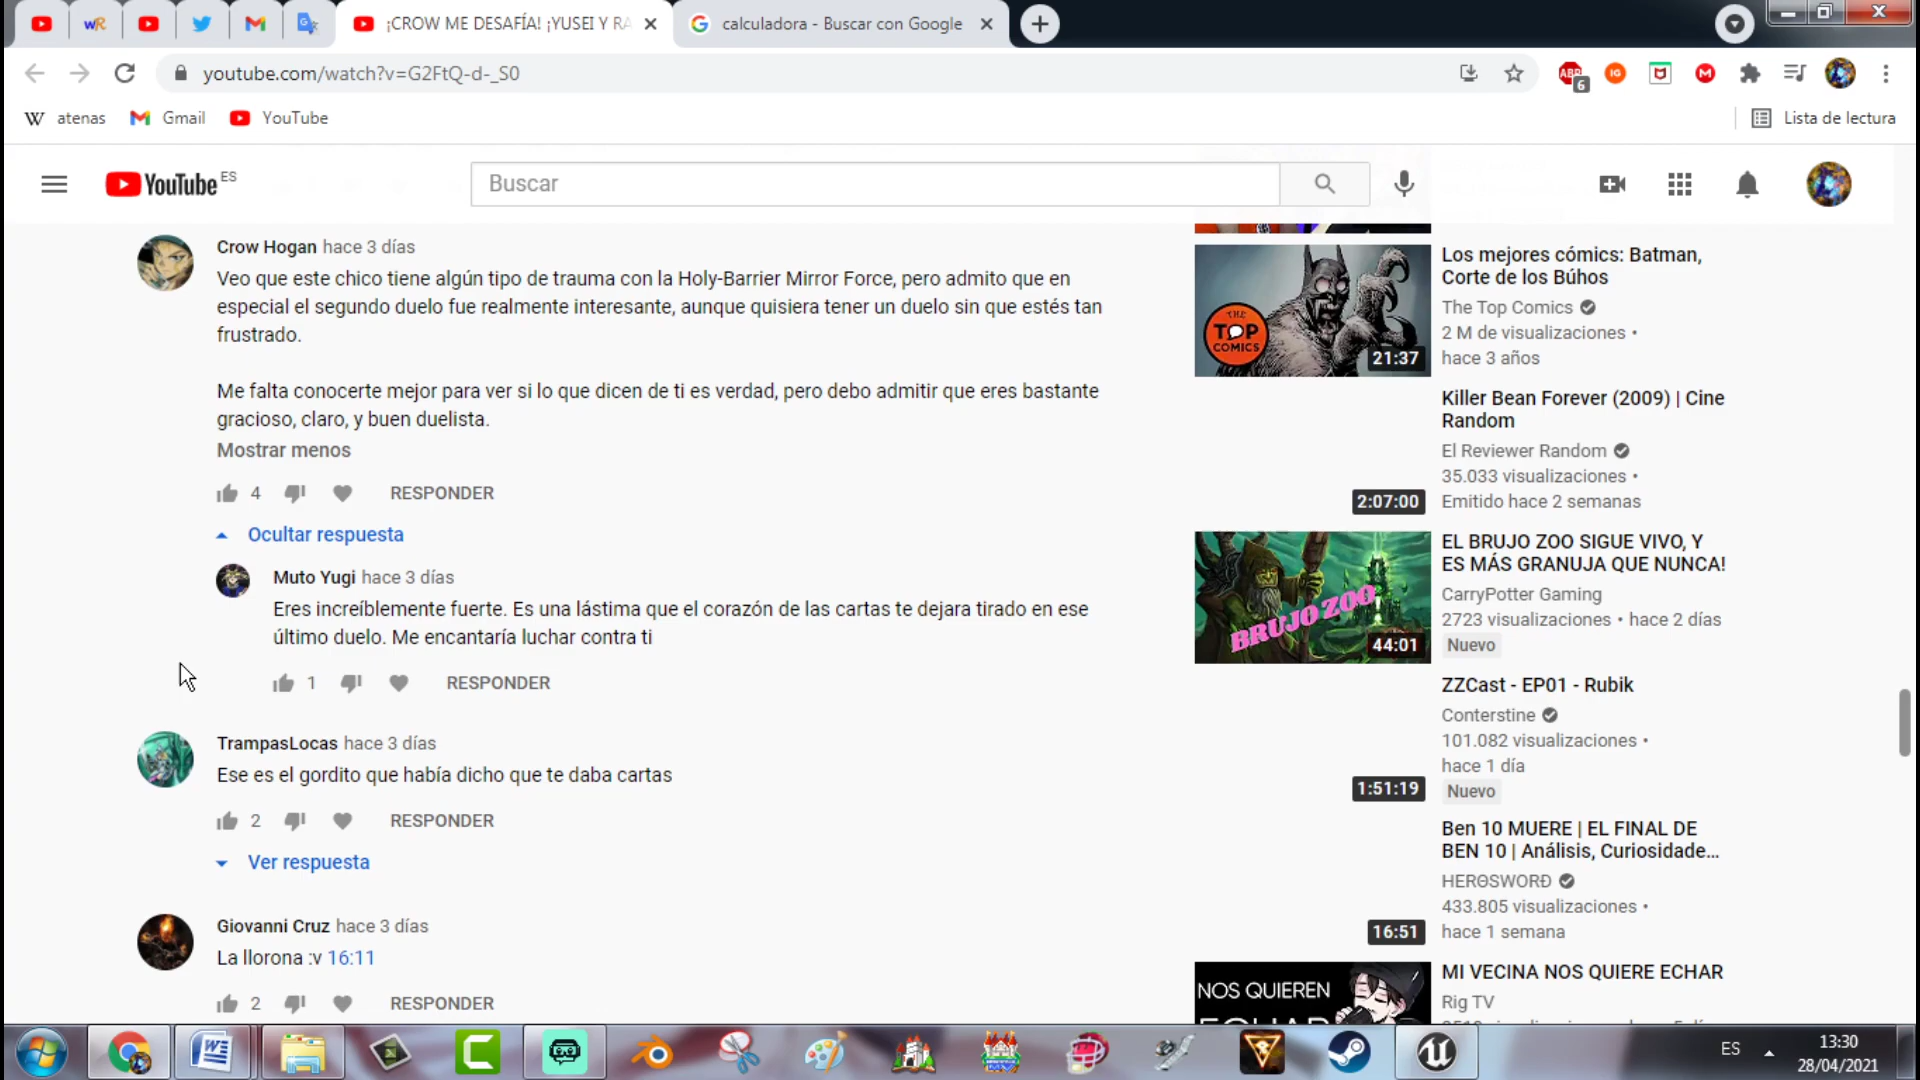 ¡CROW ME DESAFÍA! ¡YUSEI Y RA
calculadora - Buscar con Google
youtube.com/watch?v=G2FtQ-d-_S0
ABP
6
IG
W atenas
Gmail
YouTube
Lista de lectura
YouTube ES
Buscar
Crow Hogan hace 3 días
Veo que este chico tiene algún tipo de trauma con la Holy-Barrier Mirror Force, pero admito que en
especial el segundo duelo fue realmente interesante, aunque quisiera tener un duelo sin que estés tan
frustrado.
Me falta conocerte mejor para ver si lo que dicen de ti es verdad, pero debo admitir que eres bastante
gracioso, claro, y buen duelista.
Mostrar menos
4 RESPONDER
Ocultar respuesta
Muto Yugi hace 3 días
Eres increíblemente fuerte. Es una lástima que el corazón de las cartas te dejara tirado en ese
último duelo. Me encantaría luchar contra ti
1 RESPONDER
TrampasLocas hace 3 días
Ese es el gordito que había dicho que te daba cartas
2 RESPONDER
Ver respuesta
Giovanni Cruz hace 3 días
La llorona :v 16:11
2 RESPONDER
THE
TOP
COMICS
21:37
Los mejores cómics: Batman,
Corte de los Búhos
The Top Comics
2 M de visualizaciones •
hace 3 años
2:07:00
Killer Bean Forever (2009) | Cine
Random
El Reviewer Random
35.033 visualizaciones •
Emitido hace 2 semanas
BRUJO ZOO
44:01
EL BRUJO ZOO SIGUE VIVO, Y
ES MÁS GRANUJA QUE NUNCA!
CarryPotter Gaming
2723 visualizaciones • hace 2 días
Nuevo
1:51:19
ZZCast - EP01 - Rubik
Conterstine
101.082 visualizaciones •
hace 1 día
Nuevo
16:51
Ben 10 MUERE | EL FINAL DE
BEN 10 | Análisis, Curiosidade...
HERΘSWORÐ
433.805 visualizaciones •
hace 1 semana
NOS QUIEREN
ECHAR
MI VECINA NOS QUIERE ECHAR
Rig TV
ES
13:30
28/04/2021